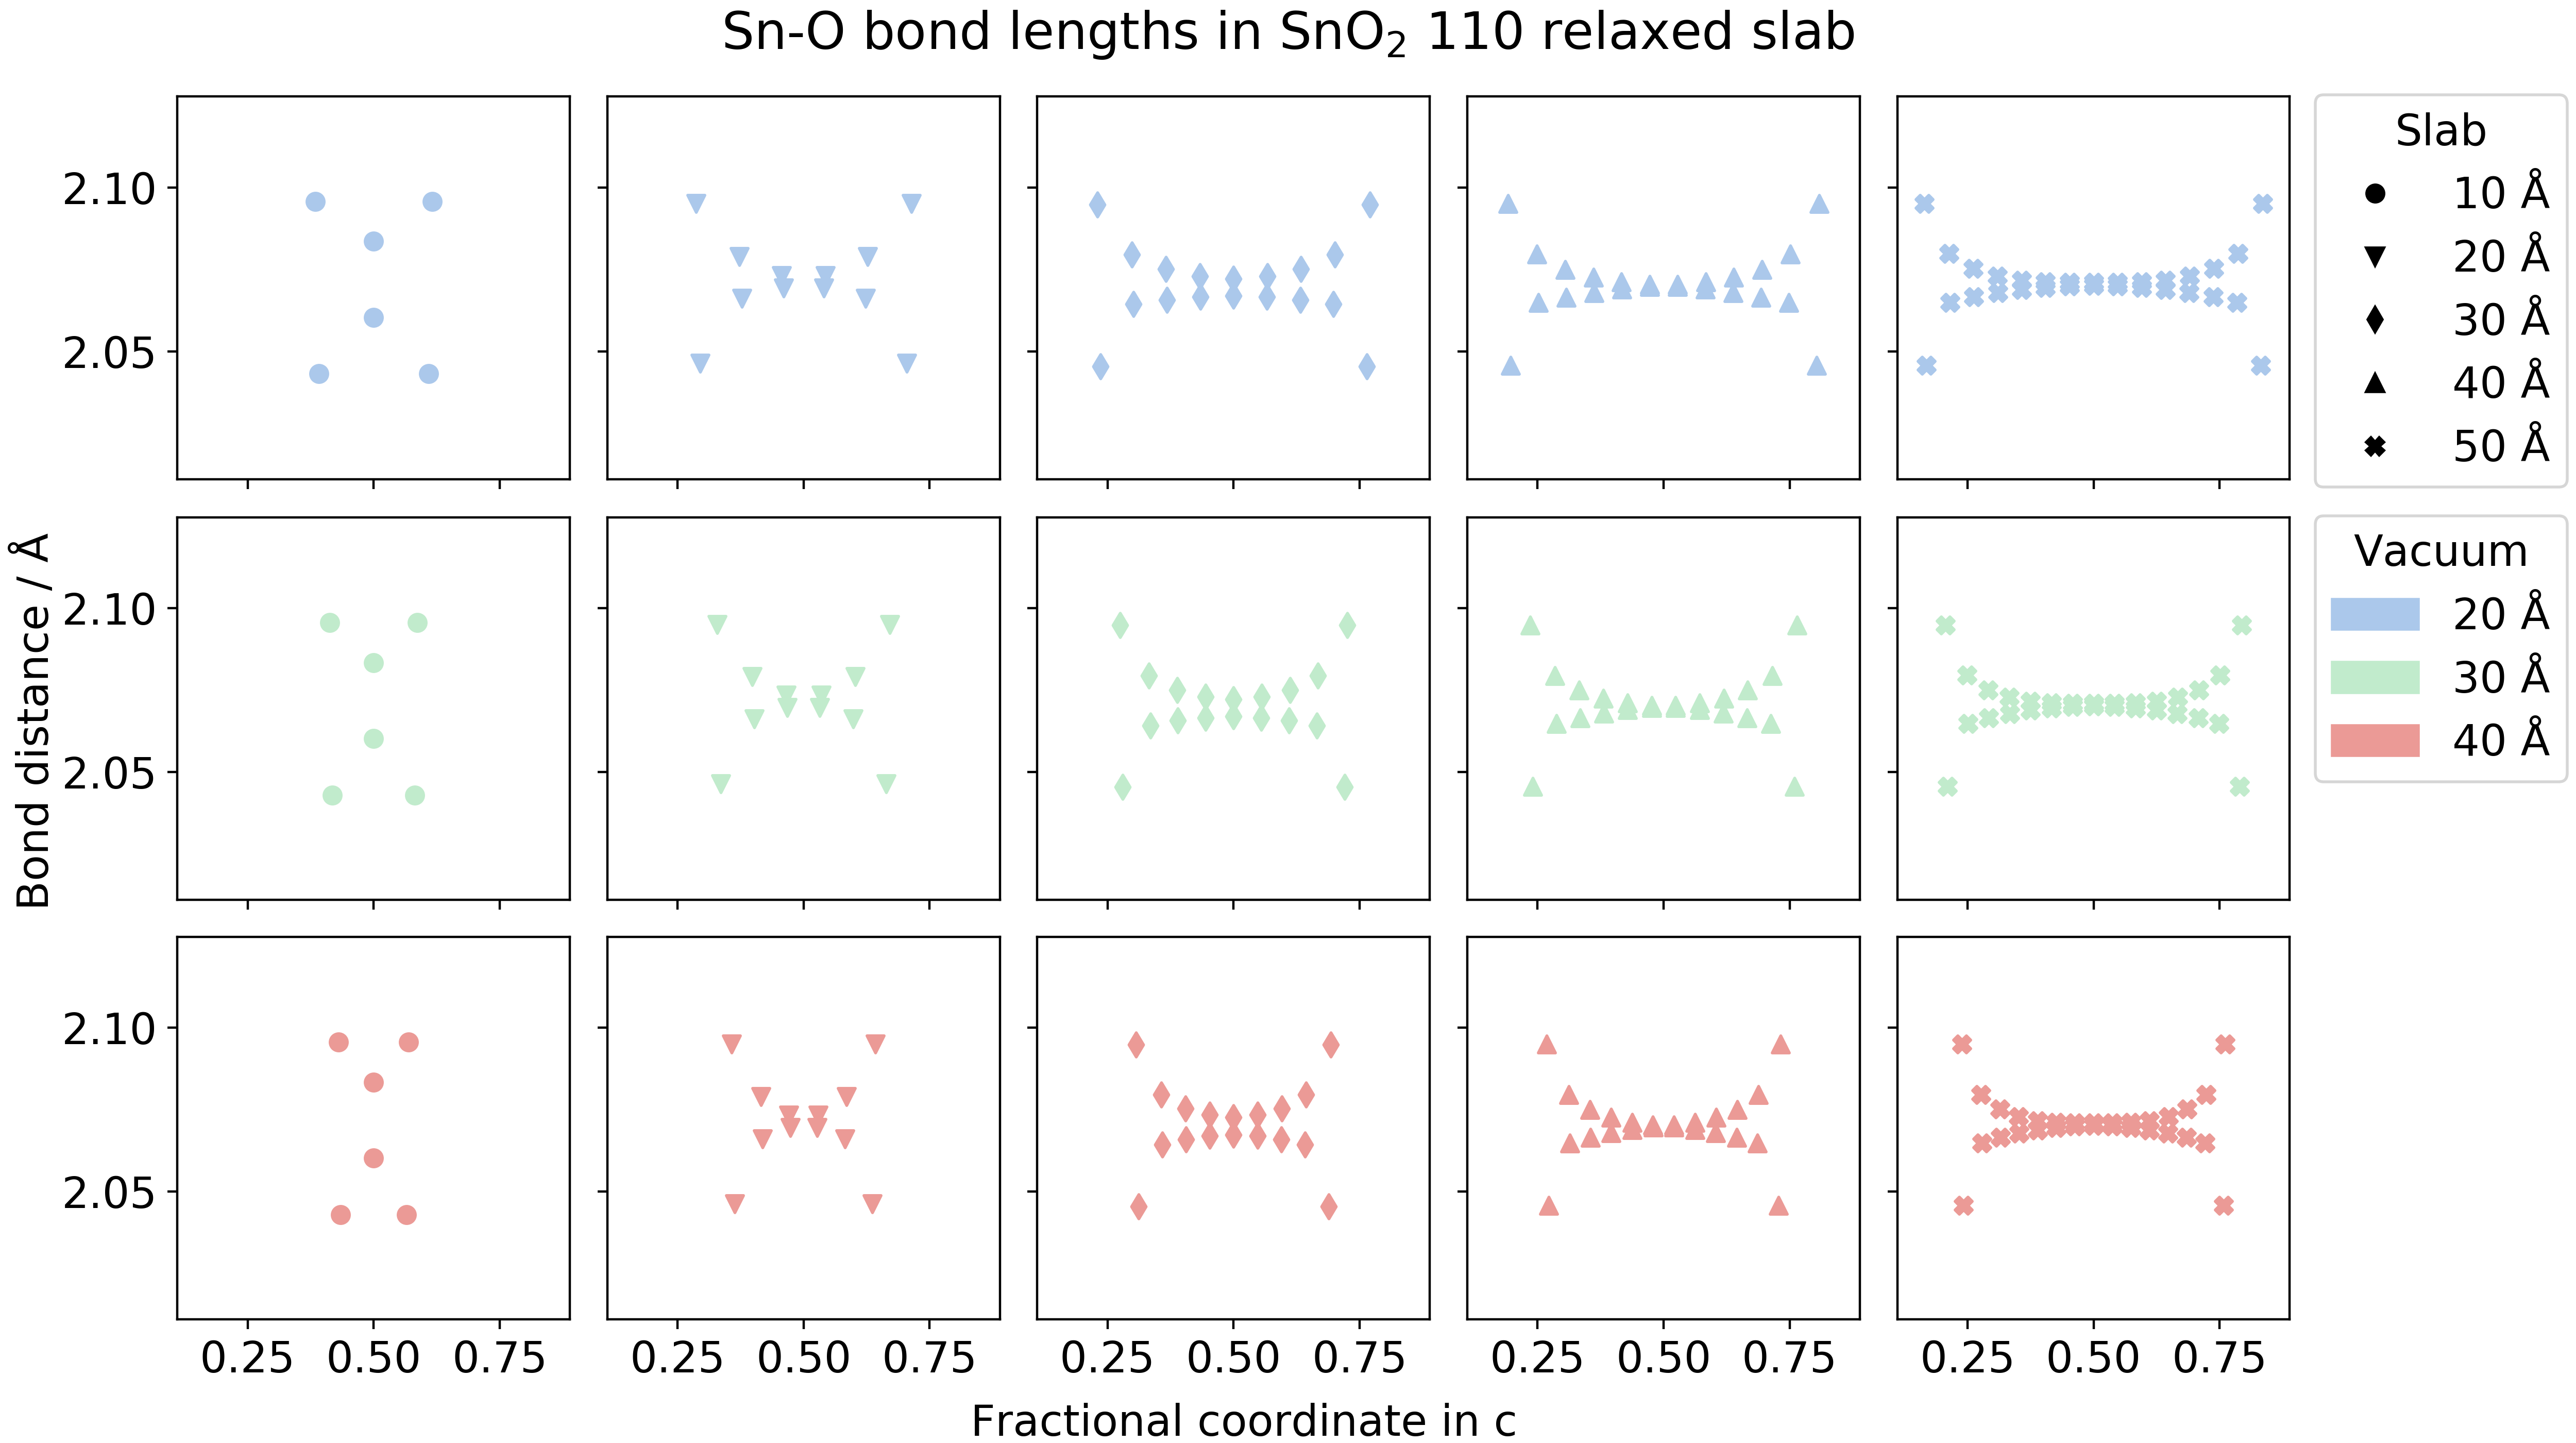 Sn-O bond lengths in SnO₂ 110 relaxed slab
Bond distance / Å
2.10
2.05
2.10
2.05
2.10
2.05
0.25 0.50 0.75
0.25 0.50 0.75
0.25 0.50 0.75
0.25 0.50 0.75
0.25 0.50 0.75
Fractional coordinate in c
Slab
10 Å
20 Å
30 Å
40 Å
50 Å
Vacuum
20 Å
30 Å
40 Å